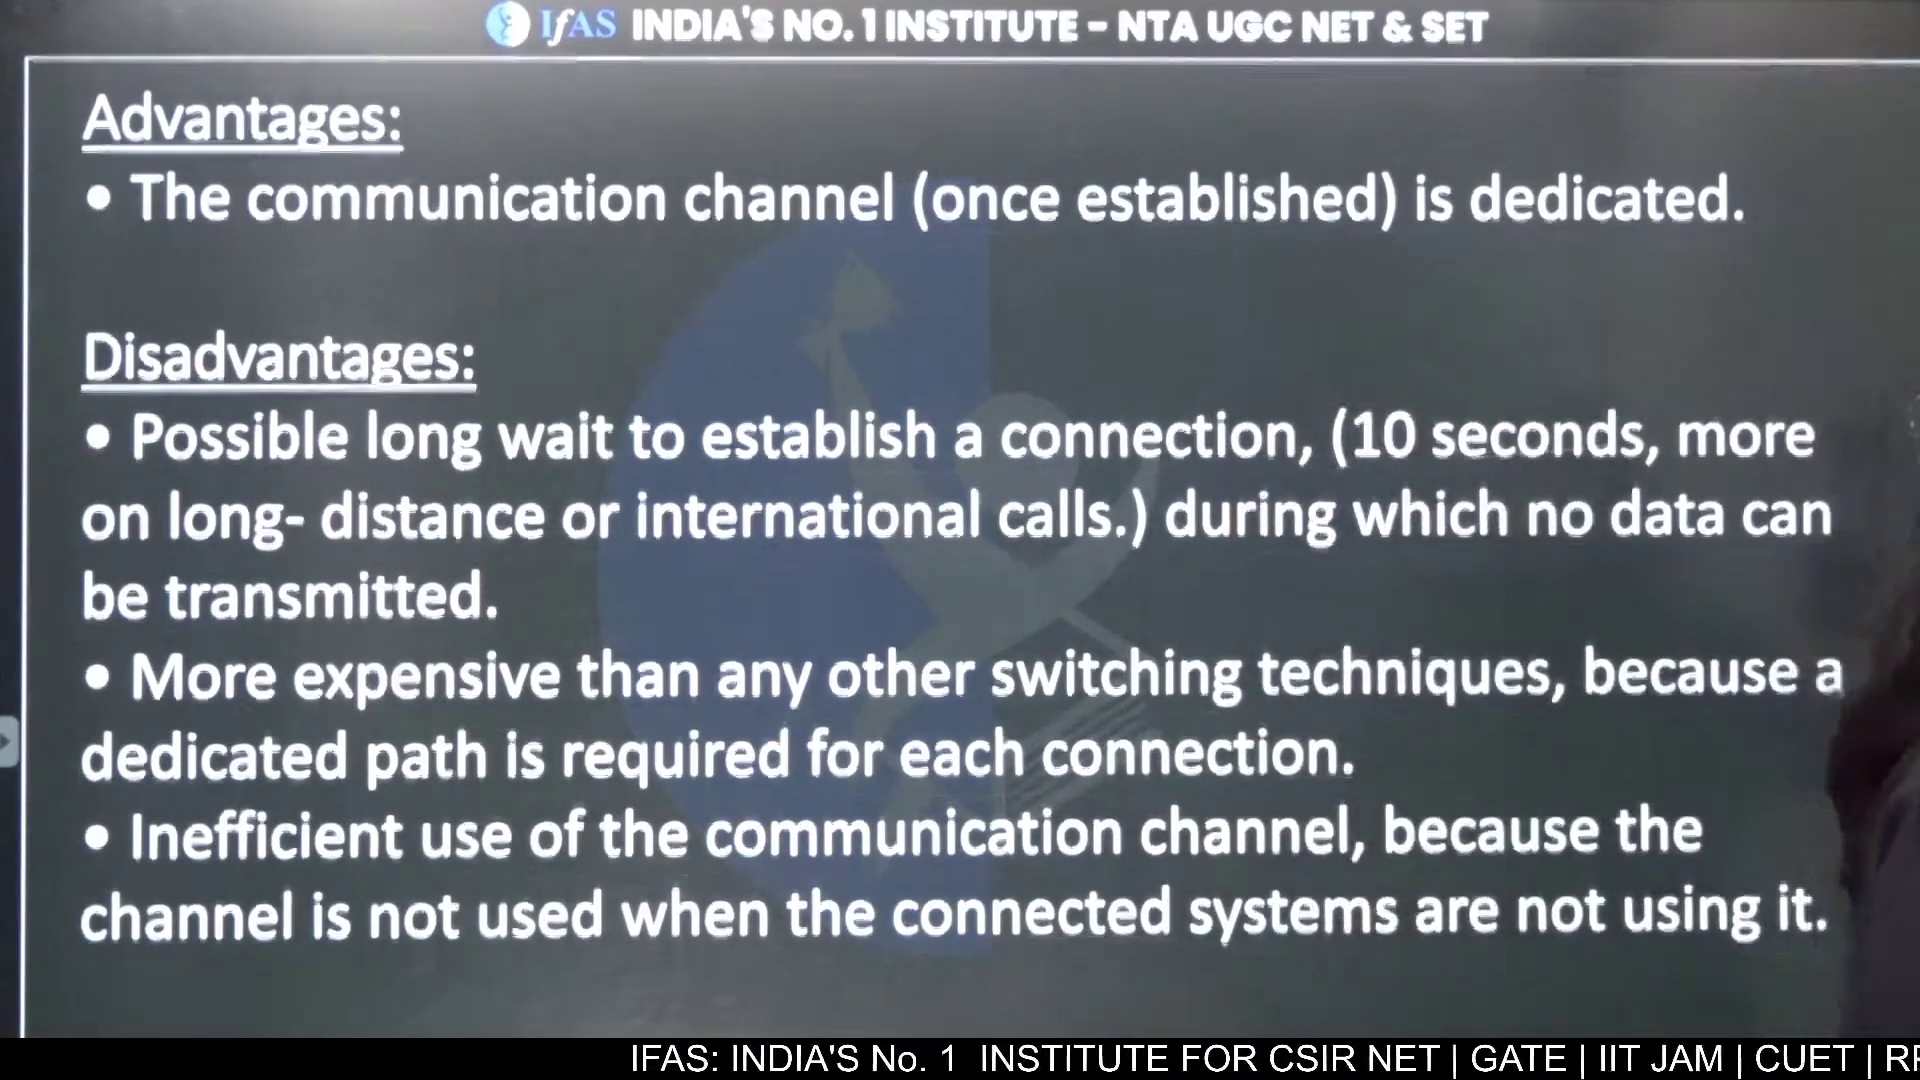 IfAS INDIA'S NO. 1 INSTITUTE - NTA UGC NET & SET
Advantages:
• The communication channel (once established) is dedicated.
Disadvantages:
• Possible long wait to establish a connection, (10 seconds, more
on long- distance or international calls.) during which no data can
be transmitted.
• More expensive than any other switching techniques, because a
dedicated path is required for each connection.
• Inefficient use of the communication channel, because the
channel is not used when the connected systems are not using it.
IFAS: INDIA'S No. 1 INSTITUTE FOR CSIR NET | GATE | IIT JAM | CUET |